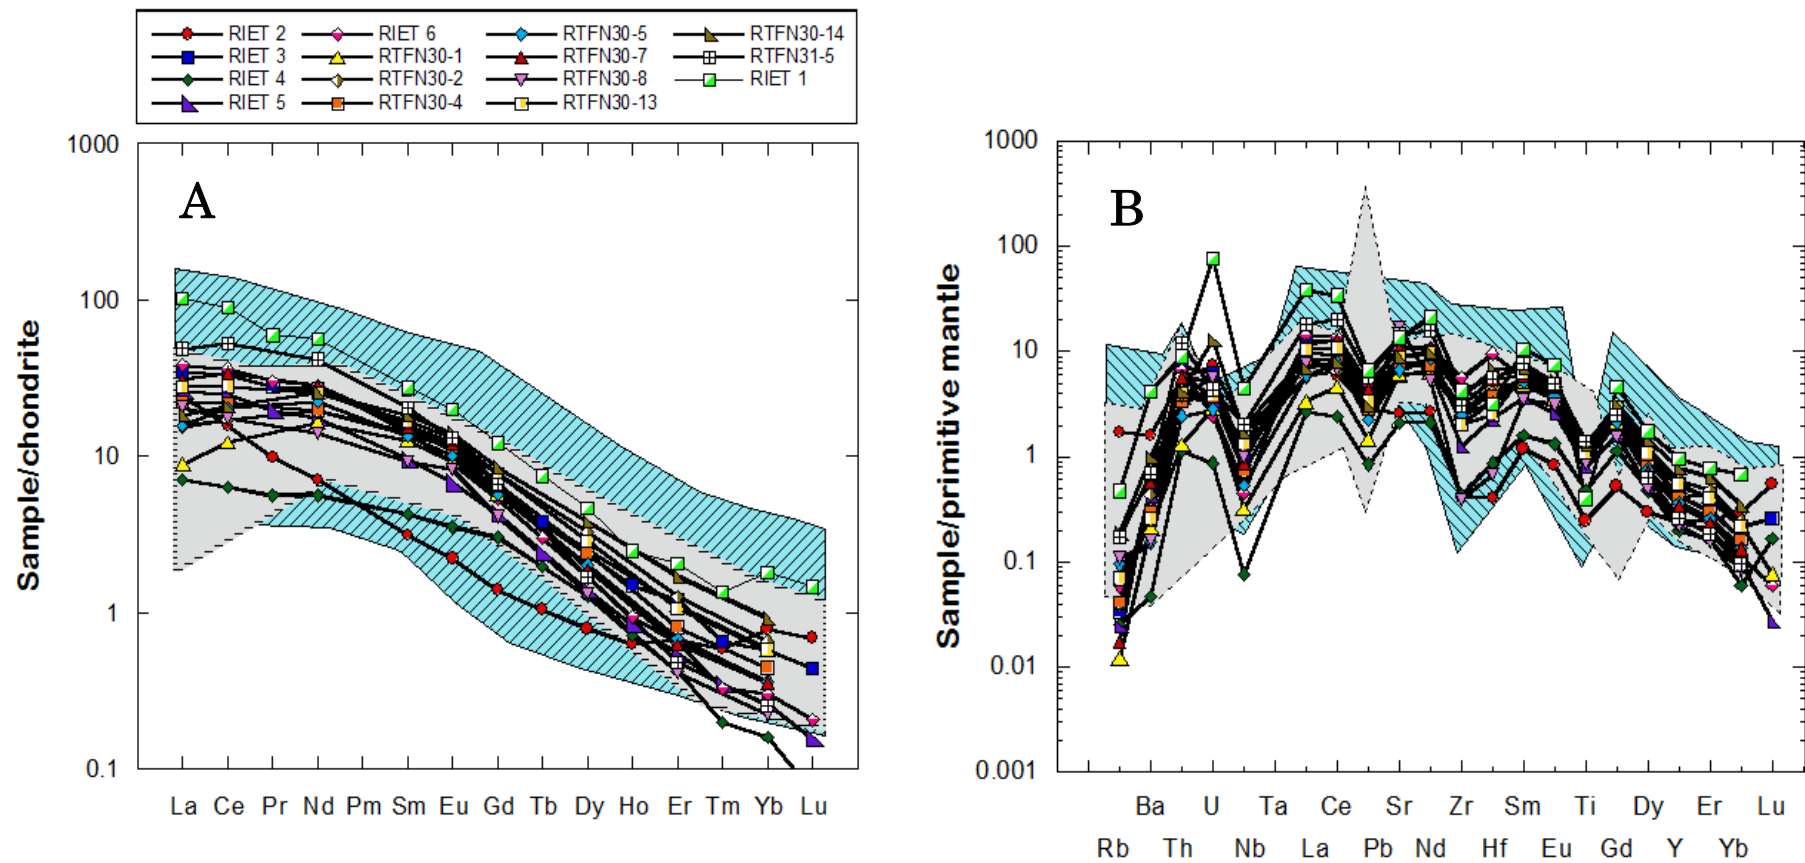 RIET 2 RIET 6 RTFN30-5 RTFN30-14
RIET 3 RTFN30-1 RTFN30-7 RTFN31-5
RIET 4 RTFN30-2 RTFN30-8 RIET 1
RIET 5 RTFN30-4 RTFN30-13
A
Sample/chondrite
1000
100
10
1
0.1
La Ce Pr Nd Pm Sm Eu Gd Tb Dy Ho Er Tm Yb Lu
B
Sample/primitive mantle
1000
100
10
1
0.1
0.01
0.001
Ba U Ta Ce Sr Zr Sm Ti Dy Er Lu
Rb Th Nb La Pb Nd Hf Eu Gd Y Yb